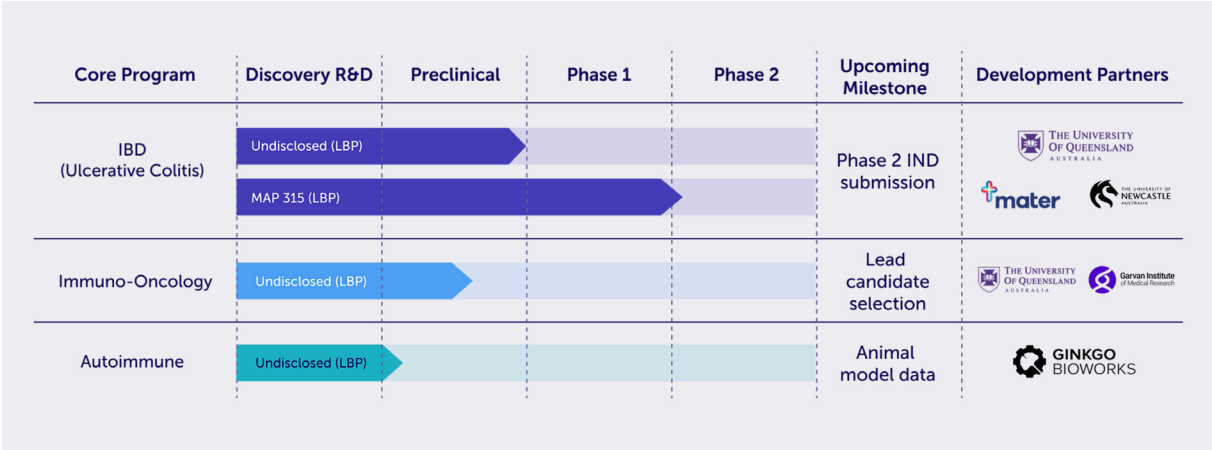 Core Program
Discovery R&D
Preclinical
Phase 1
Phase 2
Upcoming
Milestone
Development Partners
IBD
(Ulcerative Colitis)
Undisclosed (LBP)
MAP 315 (LBP)
Phase 2 IND
submission
THE UNIVERSITY
OF QUEENSLAND
AUSTRALIA
mater
THE UNIVERSITY OF
NEWCASTLE
AUSTRALIA
Immuno-Oncology
Undisclosed (LBP)
Lead
candidate
selection
THE UNIVERSITY
OF QUEENSLAND
AUSTRALIA
Garvan Institute
of Medical Research
Autoimmune
Undisclosed (LBP)
Animal
model data
GINKGO
BIOWORKS